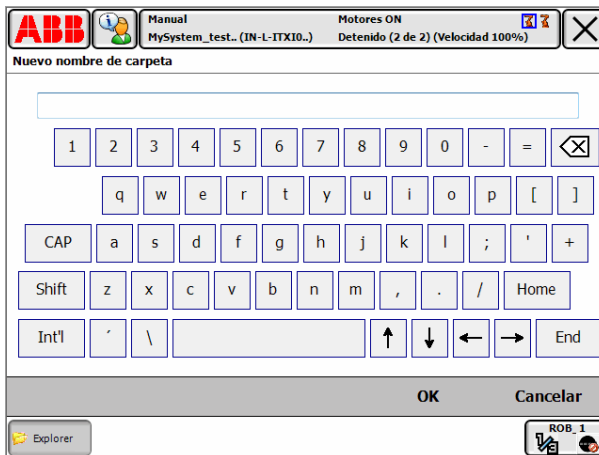 ABB
Manual Motores ON
MySystem_test.. (IN-L-ITXI0..) Detenido (2 de 2) (Velocidad 100%)
Nuevo nombre de carpeta
1 2 3 4 5 6 7 8 9 0 - =
q w e r t y u i o p [ ]
CAP a s d f g h j k l ; ' +
Shift z x c v b n m , . / Home
Int'l ´ \ ↑ ↓ ← → End
OK Cancelar
Explorer
ROB_1
1/3